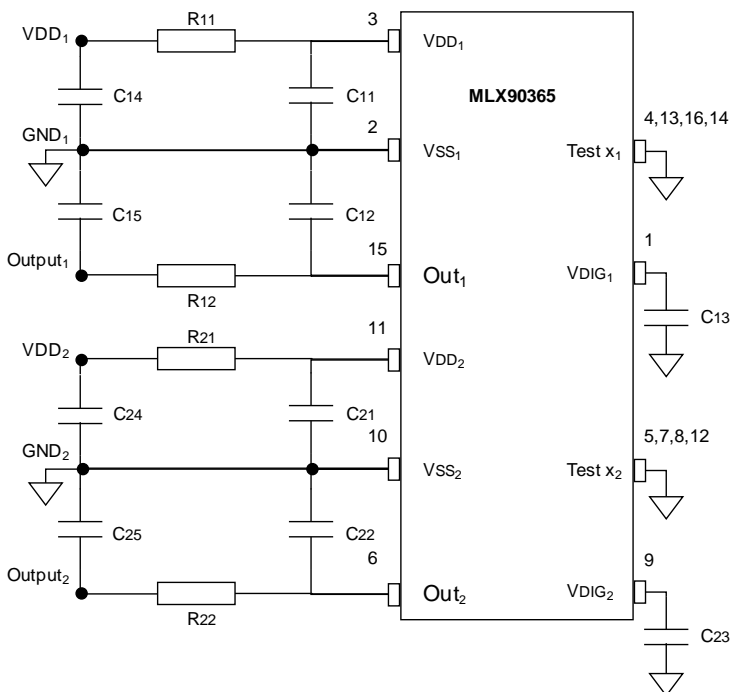 R11
3
VDD1
VDD1
MLX90365
C14
C11
4,13,16,14
GND1
2
VSS1
Test x1
C15
C12
1
Output1
15
Out1
VDIG1
R12
C13
R21
11
VDD2
VDD2
C24
C21
5,7,8,12
GND2
10
VSS2
Test x2
C25
C22
9
Output2
6
Out2
VDIG2
R22
C23